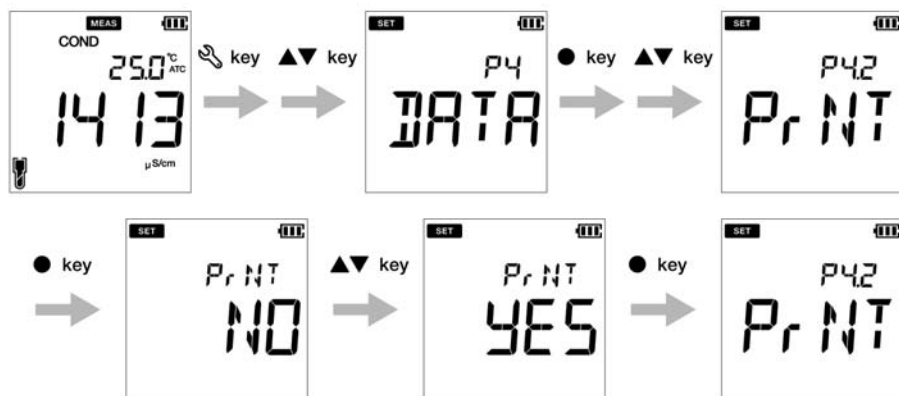 MEAS
COND
25.0 °C
ATC
1413
µS/cm
key
▲▼ key
SET
P4
DATA
● key
▲▼ key
SET
P4.2
PrNT
● key
SET
PrNT
NO
▲▼ key
SET
PrNT
YES
● key
SET
P4.2
PrNT